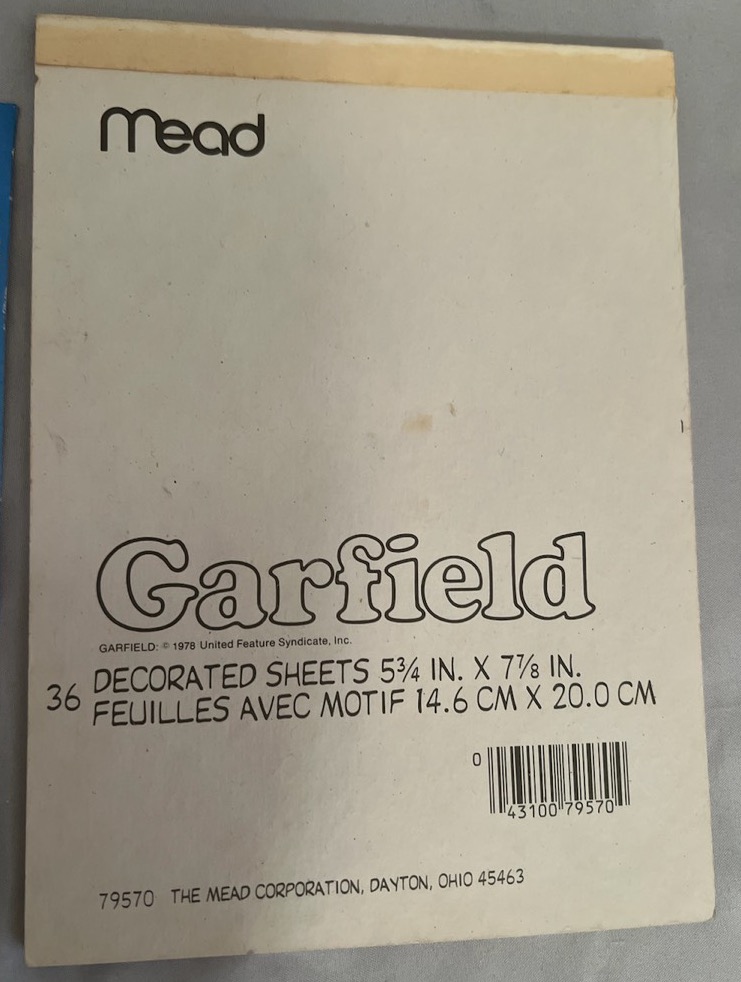 mead
Garfield
GARFIELD: © 1978 United Feature Syndicate, Inc.
36 DECORATED SHEETS 5¾ IN. X 7⅞ IN.
FEUILLES AVEC MOTIF 14.6 CM X 20.0 CM
0 43100 79570
79570 THE MEAD CORPORATION, DAYTON, OHIO 45463